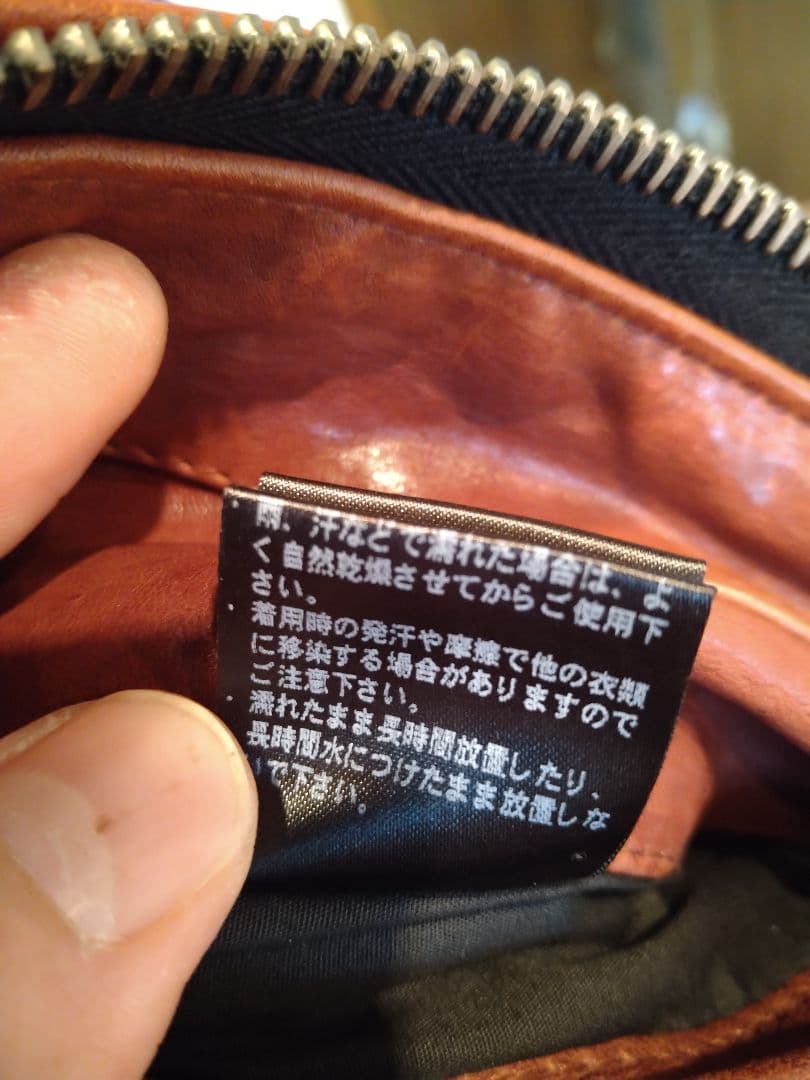 ・雨、汗などで濡れた場合は、よ
く自然乾燥させてからご使用下
さい。
・着用時の発汗や摩擦で他の衣類
に移染する場合がありますので
ご注意下さい。
・濡れたまま長時間放置したり、
長時間水につけたまま放置しな
いで下さい。